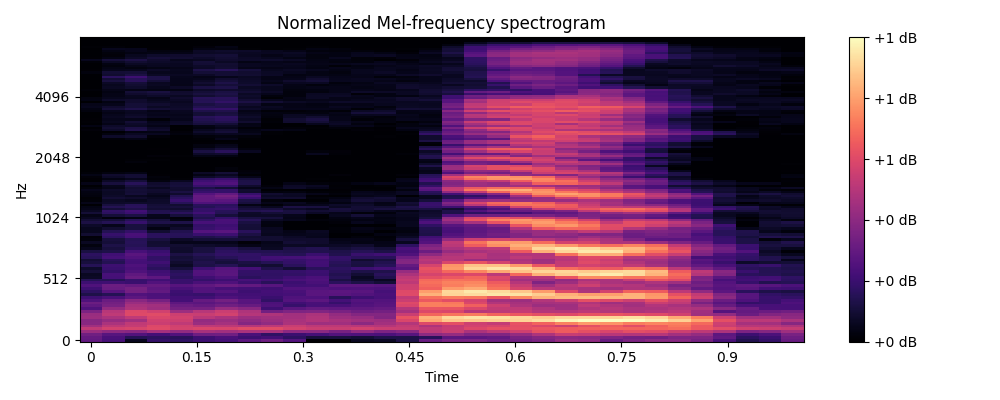 Normalized Mel-frequency spectrogram
Hz
4096
2048
1024
512
0
0 0.15 0.3 0.45 0.6 0.75 0.9
Time
+1 dB
+1 dB
+1 dB
+0 dB
+0 dB
+0 dB